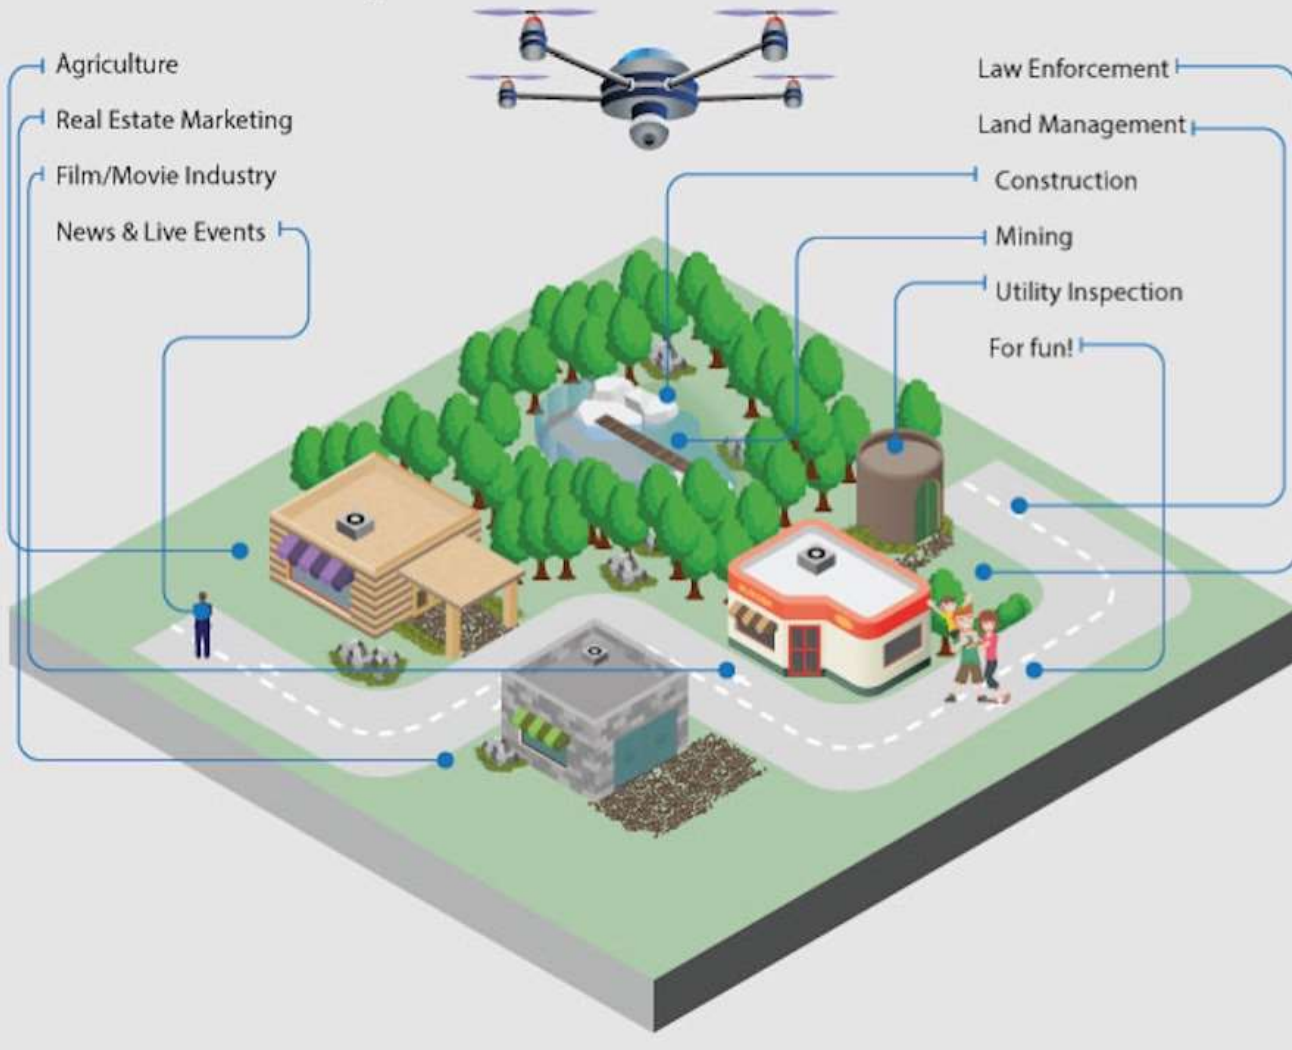 Agriculture
Real Estate Marketing
Film/Movie Industry
News & Live Events
Law Enforcement
Land Management
Construction
Mining
Utility Inspection
For fun!